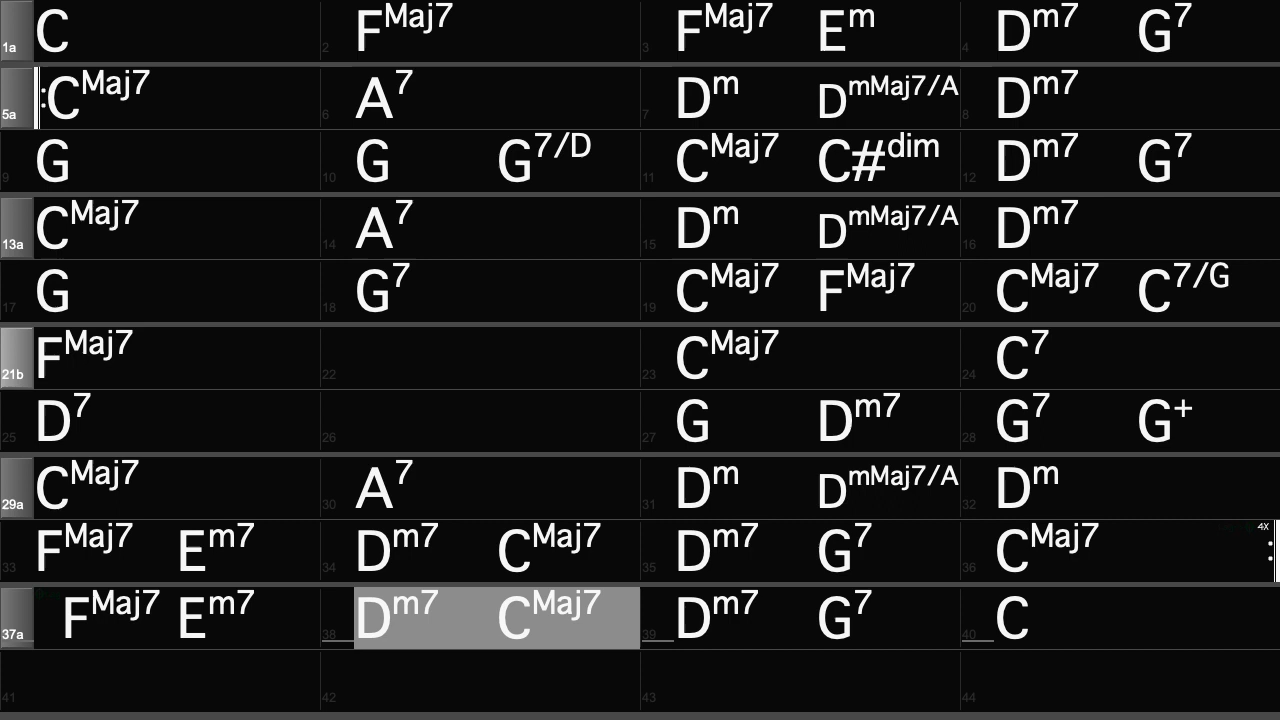 1a C 2 FMaj7 3 FMaj7 Em 4 Dm7 G7
5a CMaj7 6 A7 7 Dm DmMaj7/A 8 Dm7
9 G 10 G G7/D 11 CMaj7 C#dim 12 Dm7 G7
13a CMaj7 14 A7 15 Dm DmMaj7/A 16 Dm7
17 G 18 G7 19 CMaj7 FMaj7 20 CMaj7 C7/G
21b FMaj7 22 23 CMaj7 24 C7
25 D7 26 27 G Dm7 28 G7 G+
29a CMaj7 30 A7 31 Dm DmMaj7/A 32 Dm
33 FMaj7 Em7 34 Dm7 CMaj7 35 Dm7 G7 36 CMaj7 4X
37a FMaj7 Em7 38 Dm7 CMaj7 39 Dm7 G7 40 C
41 42 43 44